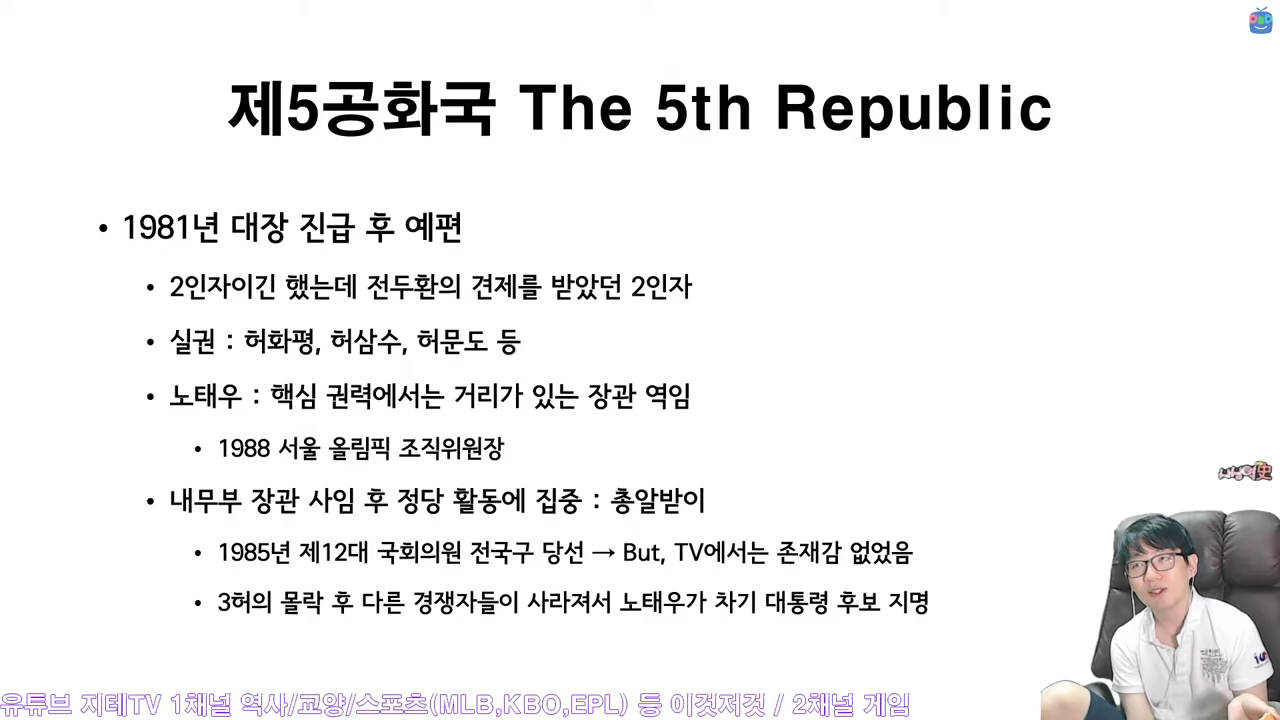 제5공화국 The 5th Republic
• 1981년 대장 진급 후 예편
• 2인자이긴 했는데 전두환의 견제를 받았던 2인자
• 실권 : 허화평, 허삼수, 허문도 등
• 노태우 : 핵심 권력에서는 거리가 있는 장관 역임
• 1988 서울 올림픽 조직위원장
• 내무부 장관 사임 후 정당 활동에 집중 : 총알받이
• 1985년 제12대 국회의원 전국구 당선 → But, TV에서는 존재감 없었음
• 3허의 몰락 후 다른 경쟁자들이 사라져서 노태우가 차기 대통령 후보 지명
유튜브 지테TV 1채널 역사/교양/스포츠(MLB,KBO,EPL) 등 이것저것 / 2채널 게임